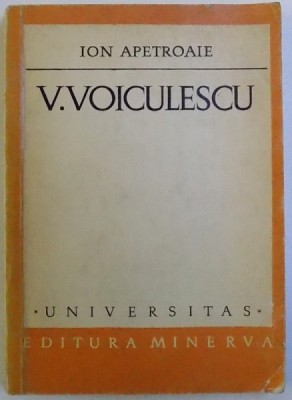 ION APETROAIE
V. VOICULESCU
• UNIVERSITAS •
EDITURA MINERVA